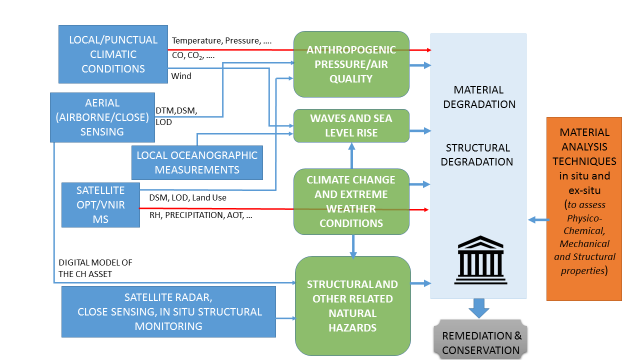 LOCAL/PUNTUAL
CLIMATIC
CONDITIONS
Temperature, Pressure, ....
CO, CO2, ....
Wind
AERIAL
(AIRBORNE/CLOSE)
SENSING
DTM,DSM,
LOD
LOCAL OCEANOGRAPHIC
MEASUREMENTS
SATELLITE
OPT/VNIR
MS
DSM, LOD, Land Use
RH, PRECIPITATION, AOT, ...
DIGITAL MODEL OF
THE CH ASSET
SATELLITE RADAR,
CLOSE SENSING, IN SITU STRUCTURAL
MONITORING
ANTHROPOGENIC
PRESSURE/AIR
QUALITY
WAVES AND SEA
LEVEL RISE
CLIMATE CHANGE
AND EXTREME
WEATHER
CONDITIONS
STRUCTURAL AND
OTHER RELATED
NATURAL
HAZARDS
MATERIAL
DEGRADATION
STRUCTURAL
DEGRADATION
REMEDIATION &
CONSERVATION
MATERIAL
ANALYSIS
TECHNIQUES
in situ and
ex-situ
(to assess
Physico-
Chemical,
Mechanical
and Structural
properties)